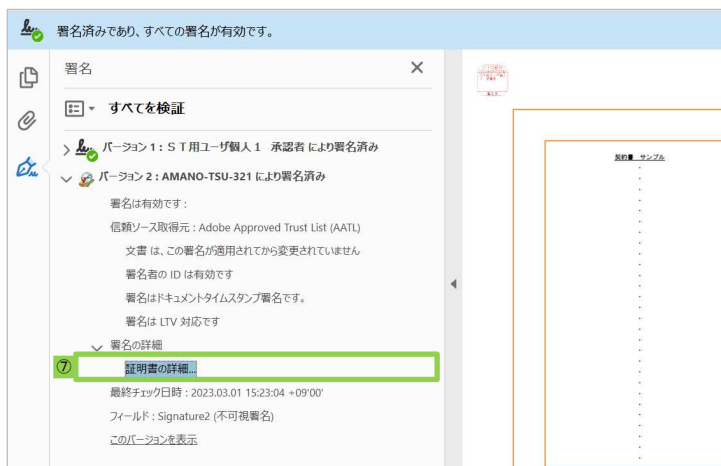 署名済みであり、すべての署名が有効です。
署名
すべてを検証
バージョン 1 : S T 用ユーザ個人 1　承認者 により署名済み
バージョン 2 : AMANO-TSU-321 により署名済み
署名は有効です :
信頼ソース取得元 : Adobe Approved Trust List (AATL)
文書 は、この署名が適用されてから変更されていません
署名者の ID は有効です
署名はドキュメントタイムスタンプ署名です。
署名は LTV 対応です
署名の詳細
⑦
証明書の詳細...
最終チェック日時 : 2023.03.01 15:23:04 +09'00'
フィールド : Signature2 (不可視署名)
このバージョンを表示
契約書　サンプル